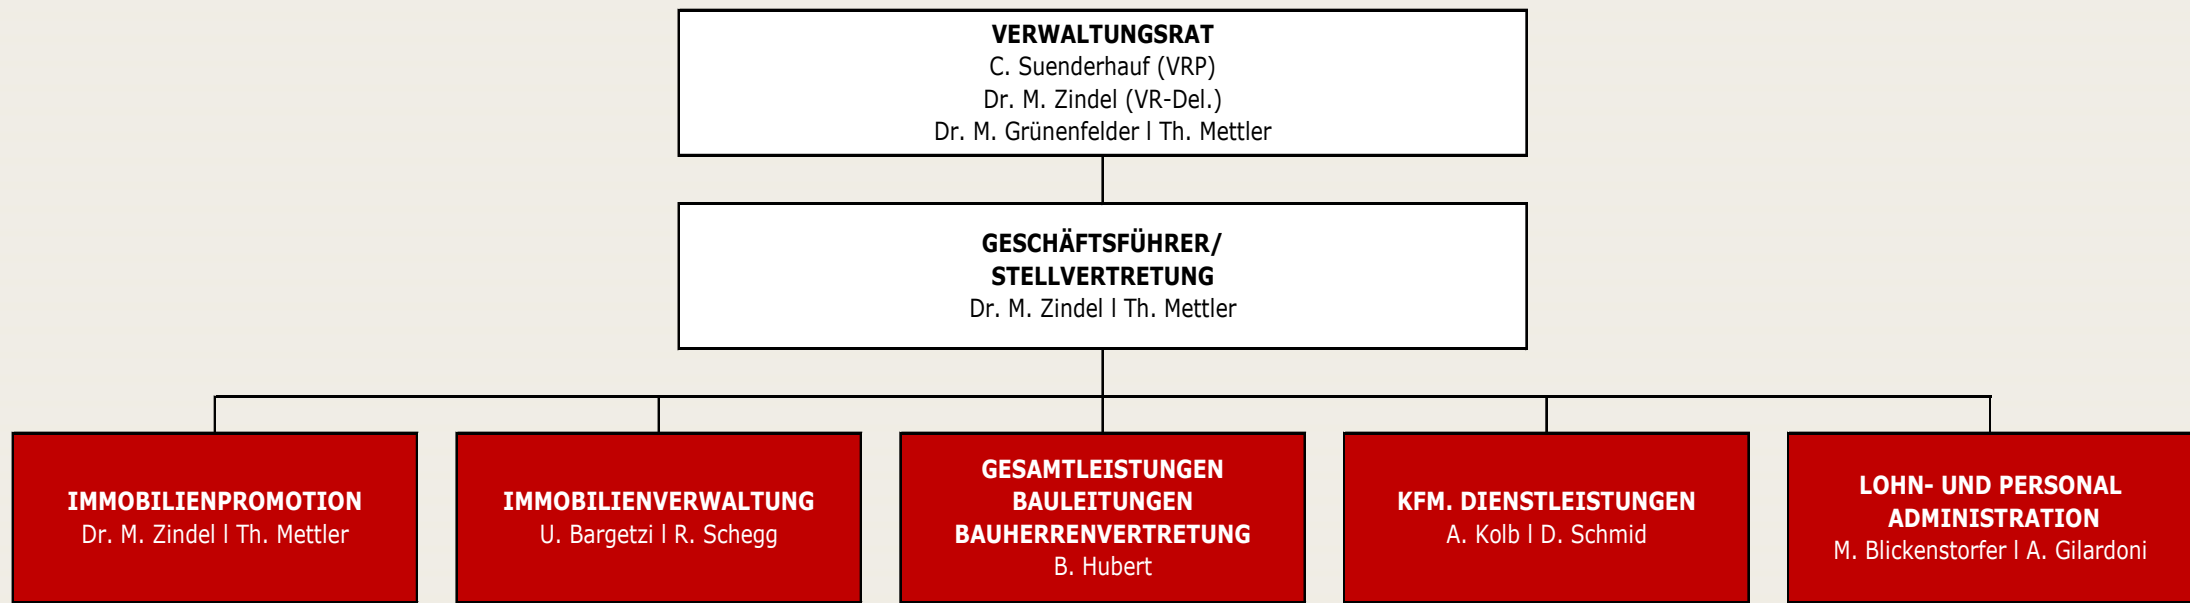 VERWALTUNGSRAT
C. Suenderhauf (VRP)
Dr. M. Zindel (VR-Del.)
Dr. M. Grünenfelder l Th. Mettler
GESCHÄFTSFÜHRER/
STELLVERTRETUNG
Dr. M. Zindel l Th. Mettler
IMMOBILIENPROMOTION
Dr. M. Zindel l Th. Mettler
IMMOBILIENVERWALTUNG
U. Bargetzi l R. Schegg
GESAMTLEISTUNGEN
BAULEITUNGEN
BAUHERRENVERTRETUNG
B. Hubert
KFM. DIENSTLEISTUNGEN
A. Kolb l D. Schmid
LOHN- UND PERSONAL
ADMINISTRATION
M. Blickenstorfer l A. Gilardoni